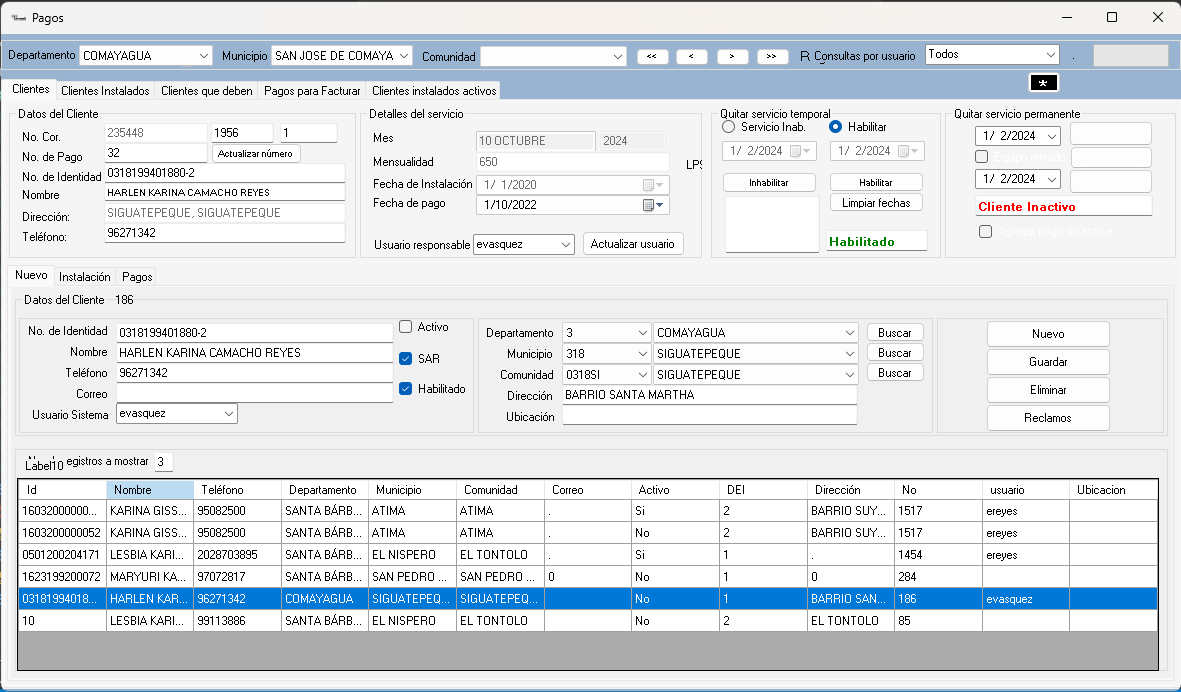 Pagos
Departamento COMAYAGUA Municipio SAN JOSE DE COMAYA Comunidad << < > >> R Consultas por usuario Todos .
*
Clientes Clientes Instalados Clientes que deben Pagos para Facturar Clientes instalados activos
Datos del Cliente
No. Cor. 235448 1956 1
No. de Pago 32 Actualizar número
No. de Identidad 0318199401880-2
Nombre HARLEN KARINA CAMACHO REYES
Dirección: SIGUATEPEQUE, SIGUATEPEQUE
Teléfono: 96271342
Detalles del servicio
Mes 10 OCTUBRE 2024
Mensualidad 650 LPS
Fecha de Instalación 1/ 1/2020
Fecha de pago 1/10/2022
Usuario responsable evasquez Actualizar usuario
Quitar servicio temporal
Servicio Inab. Habilitar
1/ 2/2024 1/ 2/2024
Inhabilitar Habilitar
Limpiar fechas
Habilitado
Quitar servicio permanente
1/ 2/2024
Equipo retirado
1/ 2/2024
Cliente Inactivo
Agregar pago sin activar
Nuevo Instalación Pagos
Datos del Cliente 186
No. de Identidad 0318199401880-2
Nombre HARLEN KARINA CAMACHO REYES
Teléfono 96271342
Correo
Usuario Sistema evasquez
Activo
SAR
Habilitado
Departamento 3 COMAYAGUA Buscar
Municipio 318 SIGUATEPEQUE Buscar
Comunidad 0318SI SIGUATEPEQUE Buscar
Dirección BARRIO SANTA MARTHA
Ubicación
Nuevo
Guardar
Eliminar
Reclamos
Label10 egistros a mostrar 3
Id Nombre Teléfono Departamento Municipio Comunidad Correo Activo DEI Dirección No usuario Ubicacion
16032000000... KARINA GISS... 95082500 SANTA BÁRB... ATIMA ATIMA . Si 2 BARRIO SUY... 1517 ereyes
1603200000052 KARINA GISS... 95082500 SANTA BÁRB... ATIMA ATIMA . No 2 BARRIO SUY... 1517 ereyes
0501200204171 LESBIA KARI... 2028703895 SANTA BÁRB... EL NISPERO EL TONTOLO . Si 1 . 1454 ereyes
1623199200072 MARYURI KA... 97072817 SANTA BÁRB... SAN PEDRO ... SAN PEDRO ... 0 No 1 0 284
03181994018... HARLEN KAR... 96271342 COMAYAGUA SIGUATEPEQ... SIGUATEPEQ... No 1 BARRIO SAN... 186 evasquez
10 LESBIA KARI... 99113886 SANTA BÁRB... EL NISPERO EL TONTOLO No 2 EL TONTOLO 85